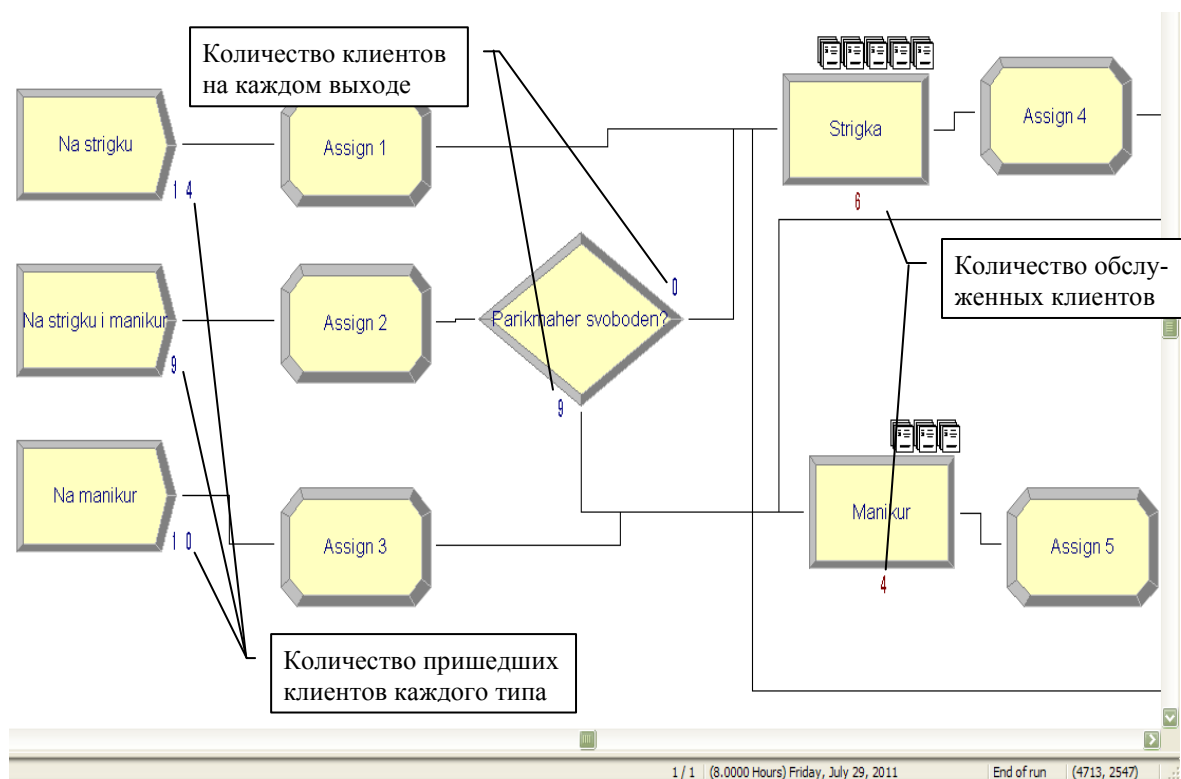 Количество клиентов
на каждом выходе
Na strigku
1 4
Assign 1
Strigka
6
Assign 4
Na strigku i manikur
9
Assign 2
Parikmaher svoboden?
0
9
Количество обслу-
женных клиентов
Na manikur
1 0
Assign 3
Manikur
4
Assign 5
Количество пришедших
клиентов каждого типа
1 / 1 (8.0000 Hours) Friday, July 29, 2011 End of run (4713, 2547)